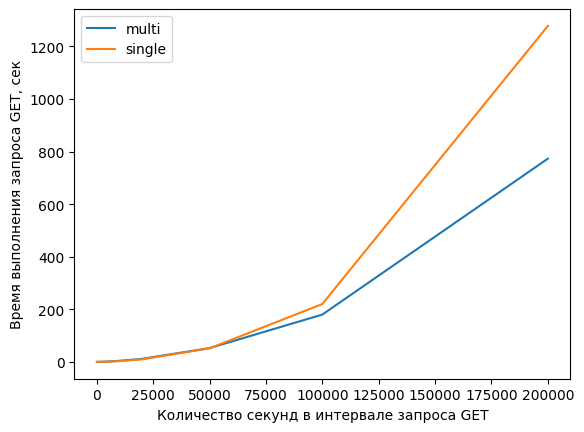 multi
single
Время выполнения запроса GET, сек
1200
1000
800
600
400
200
0
0 25000 50000 75000 100000 125000 150000 175000 200000
Количество секунд в интервале запроса GET